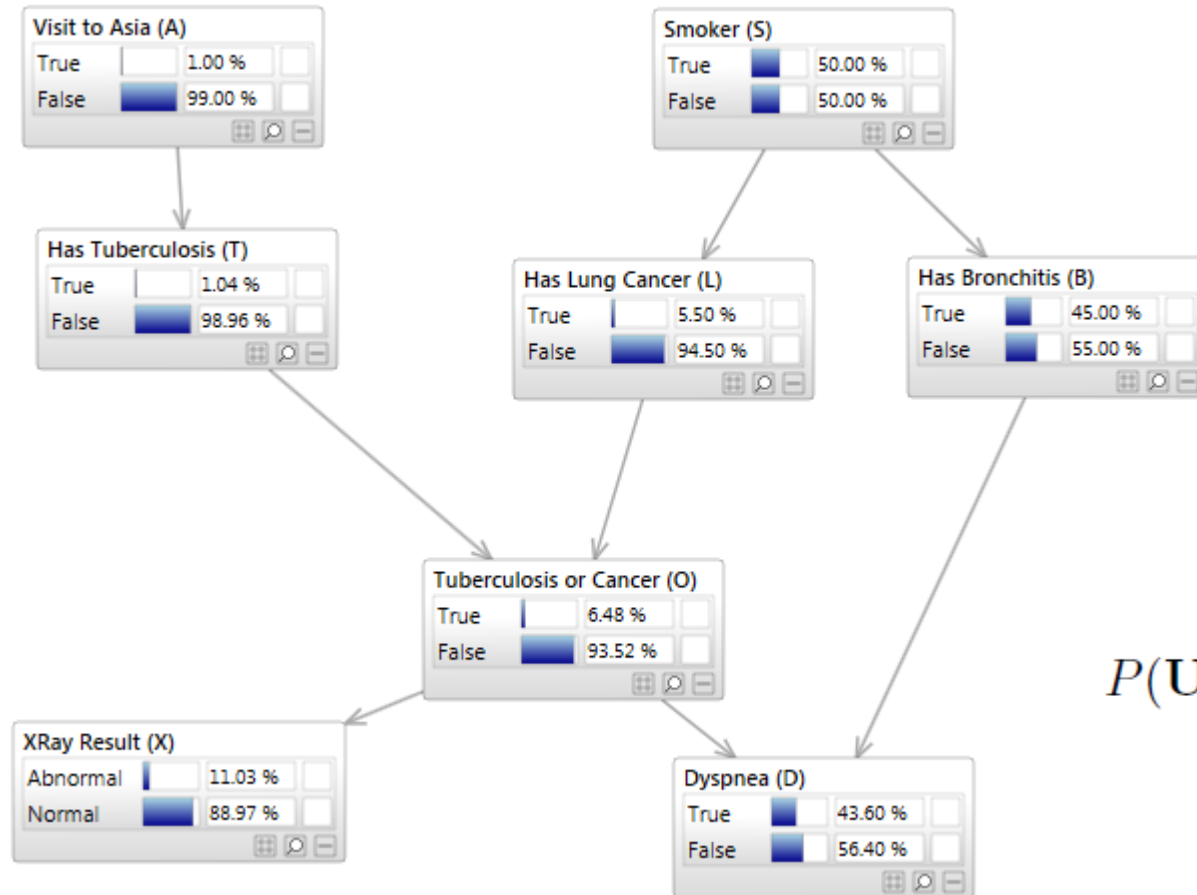 Visit to Asia (A)
True 1.00 %
False 99.00 %
Smoker (S)
True 50.00 %
False 50.00 %
Has Tuberculosis (T)
True 1.04 %
False 98.96 %
Has Lung Cancer (L)
True 5.50 %
False 94.50 %
Has Bronchitis (B)
True 45.00 %
False 55.00 %
Tuberculosis or Cancer (O)
True 6.48 %
False 93.52 %
P(U
XRay Result (X)
Abnormal 11.03 %
Normal 88.97 %
Dyspnea (D)
True 43.60 %
False 56.40 %